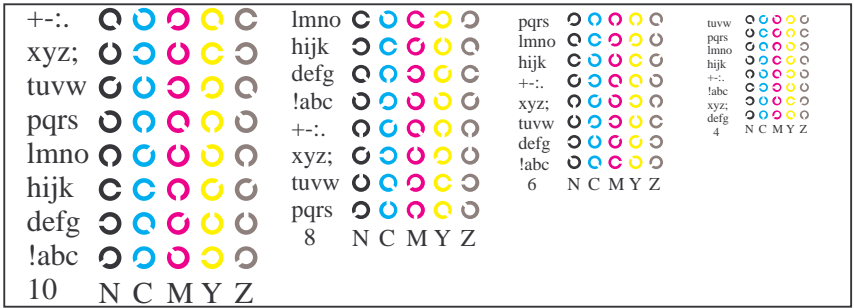 +-:.
xyz;
tuvw
pqrs
lmno
hijk
defg
!abc
10 N C M Y Z
lmno
hijk
defg
!abc
+-:.
xyz;
tuvw
pqrs
8 N C M Y Z
pqrs
lmno
hijk
+-:.
xyz;
tuvw
defg
!abc
6 N C M Y Z
tuvw
pqrs
lmno
hijk
+-:.
!abc
xyz;
defg
4 N C M Y Z